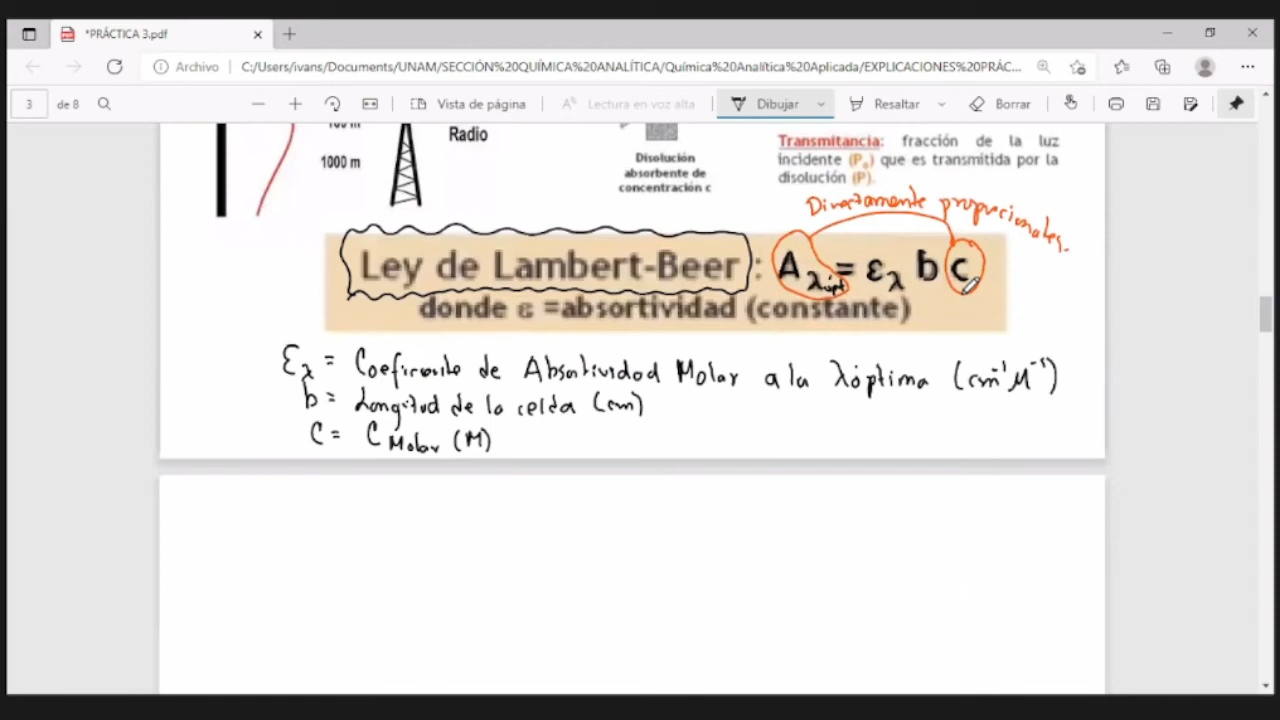 *PRÁCTICA 3.pdf
Archivo C:/Users/ivans/Documents/UNAM/SECCIÓN%20QUÍMICA%20ANALÍTICA/Química%20Analítica%20Aplicada/EXPLICACIONES%20PRÁC...
3 de 8 Vista de página Lectura en voz alta Dibujar Resaltar Borrar
Radio
1000 m
Disolución
absorbente de
concentración c
Transmitancia: fracción de la luz
incidente (P₀) que es transmitida por la
disolución (P).
Directamente proporcionales.
Ley de Lambert-Beer : A λópt = ελ b c
donde ε =absortividad (constante)
Ελ = Coeficiente de Absortividad Molar a la λóptima (cm⁻¹M⁻¹)
b = Longitud de la celda (cm)
C = C Molar (M)